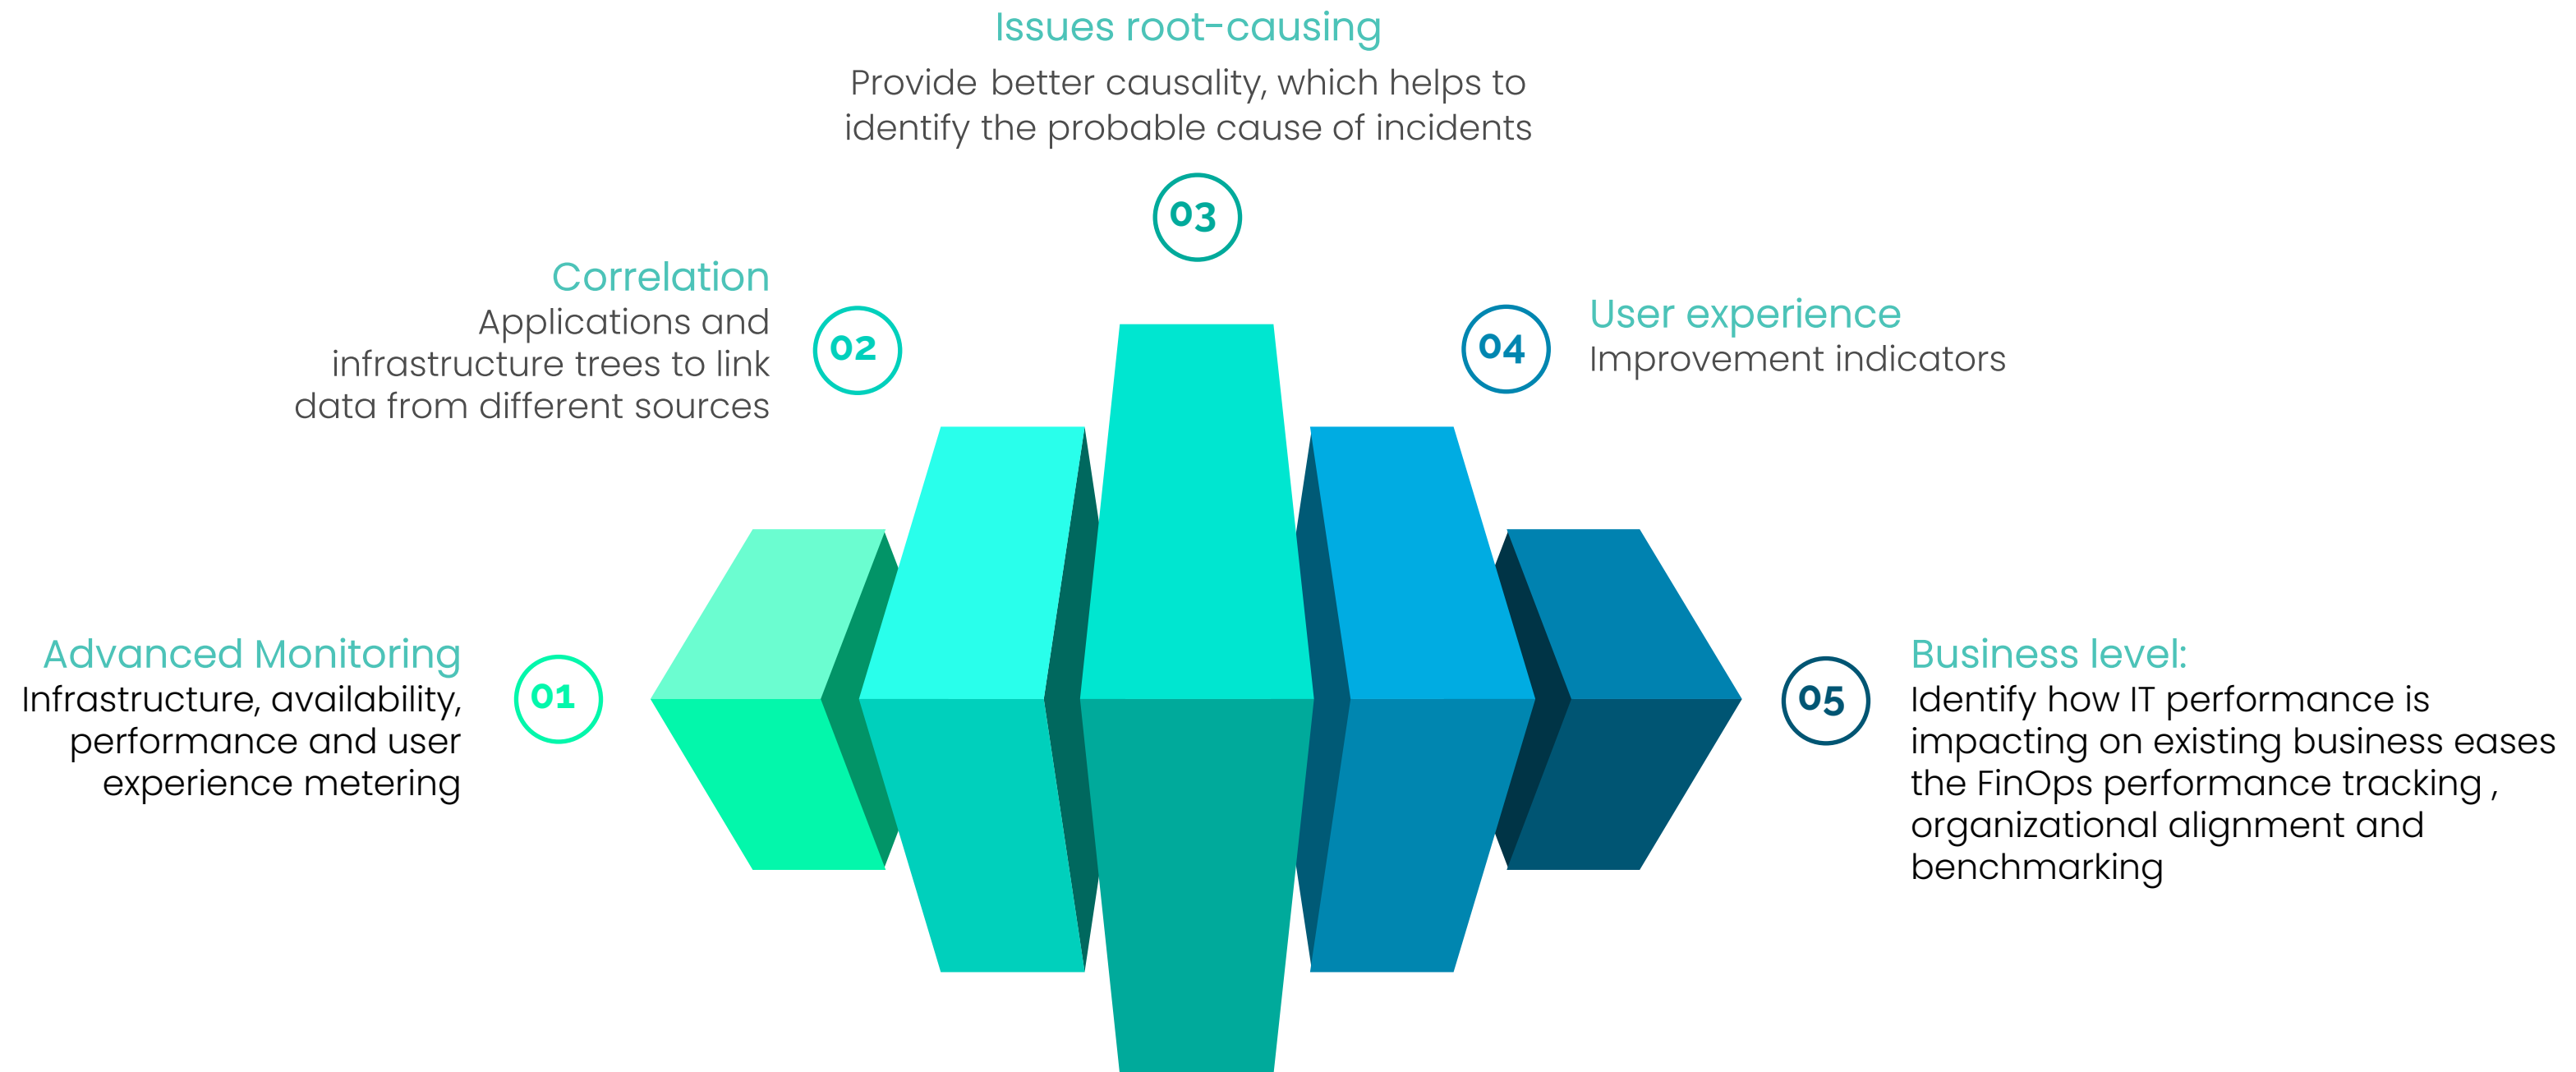 Issues root-causing
Provide better causality, which helps to
identify the probable cause of incidents
03
Correlation
Applications and
infrastructure trees to link
data from different sources
02
04
User experience
Improvement indicators
Advanced Monitoring
Infrastructure, availability,
performance and user
experience metering
01
05
Business level:
Identify how IT performance is
impacting on existing business eases
the FinOps performance tracking ,
organizational alignment and
benchmarking